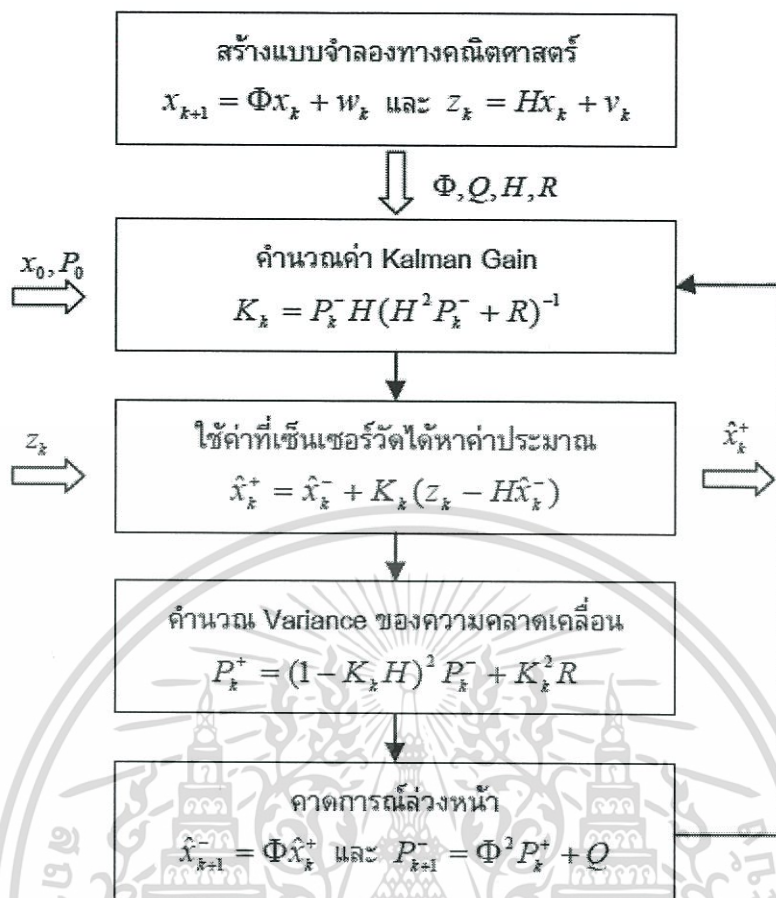 สร้างแบบจำลองทางคณิตศาสตร์
x_{k+1} = Φx_k + w_k และ z_k = Hx_k + v_k
Φ, Q, H, R
x_0, P_0
คำนวณค่า Kalman Gain
K_k = P_k^- H(H^2 P_k^- + R)^{-1}
z_k
ใช้ค่าที่เซ็นเซอร์วัดได้หาค่าประมาณ
x̂_k^+ = x̂_k^- + K_k(z_k - Hx̂_k^-)
x̂_k^+
คำนวณ Variance ของความคลาดเคลื่อน
P_k^+ = (1 - K_k H)^2 P_k^- + K_k^2 R
คาดการณ์ล่วงหน้า
x̂_{k+1}^- = Φx̂_k^+ และ P_{k+1}^- = Φ^2 P_k^+ + Q